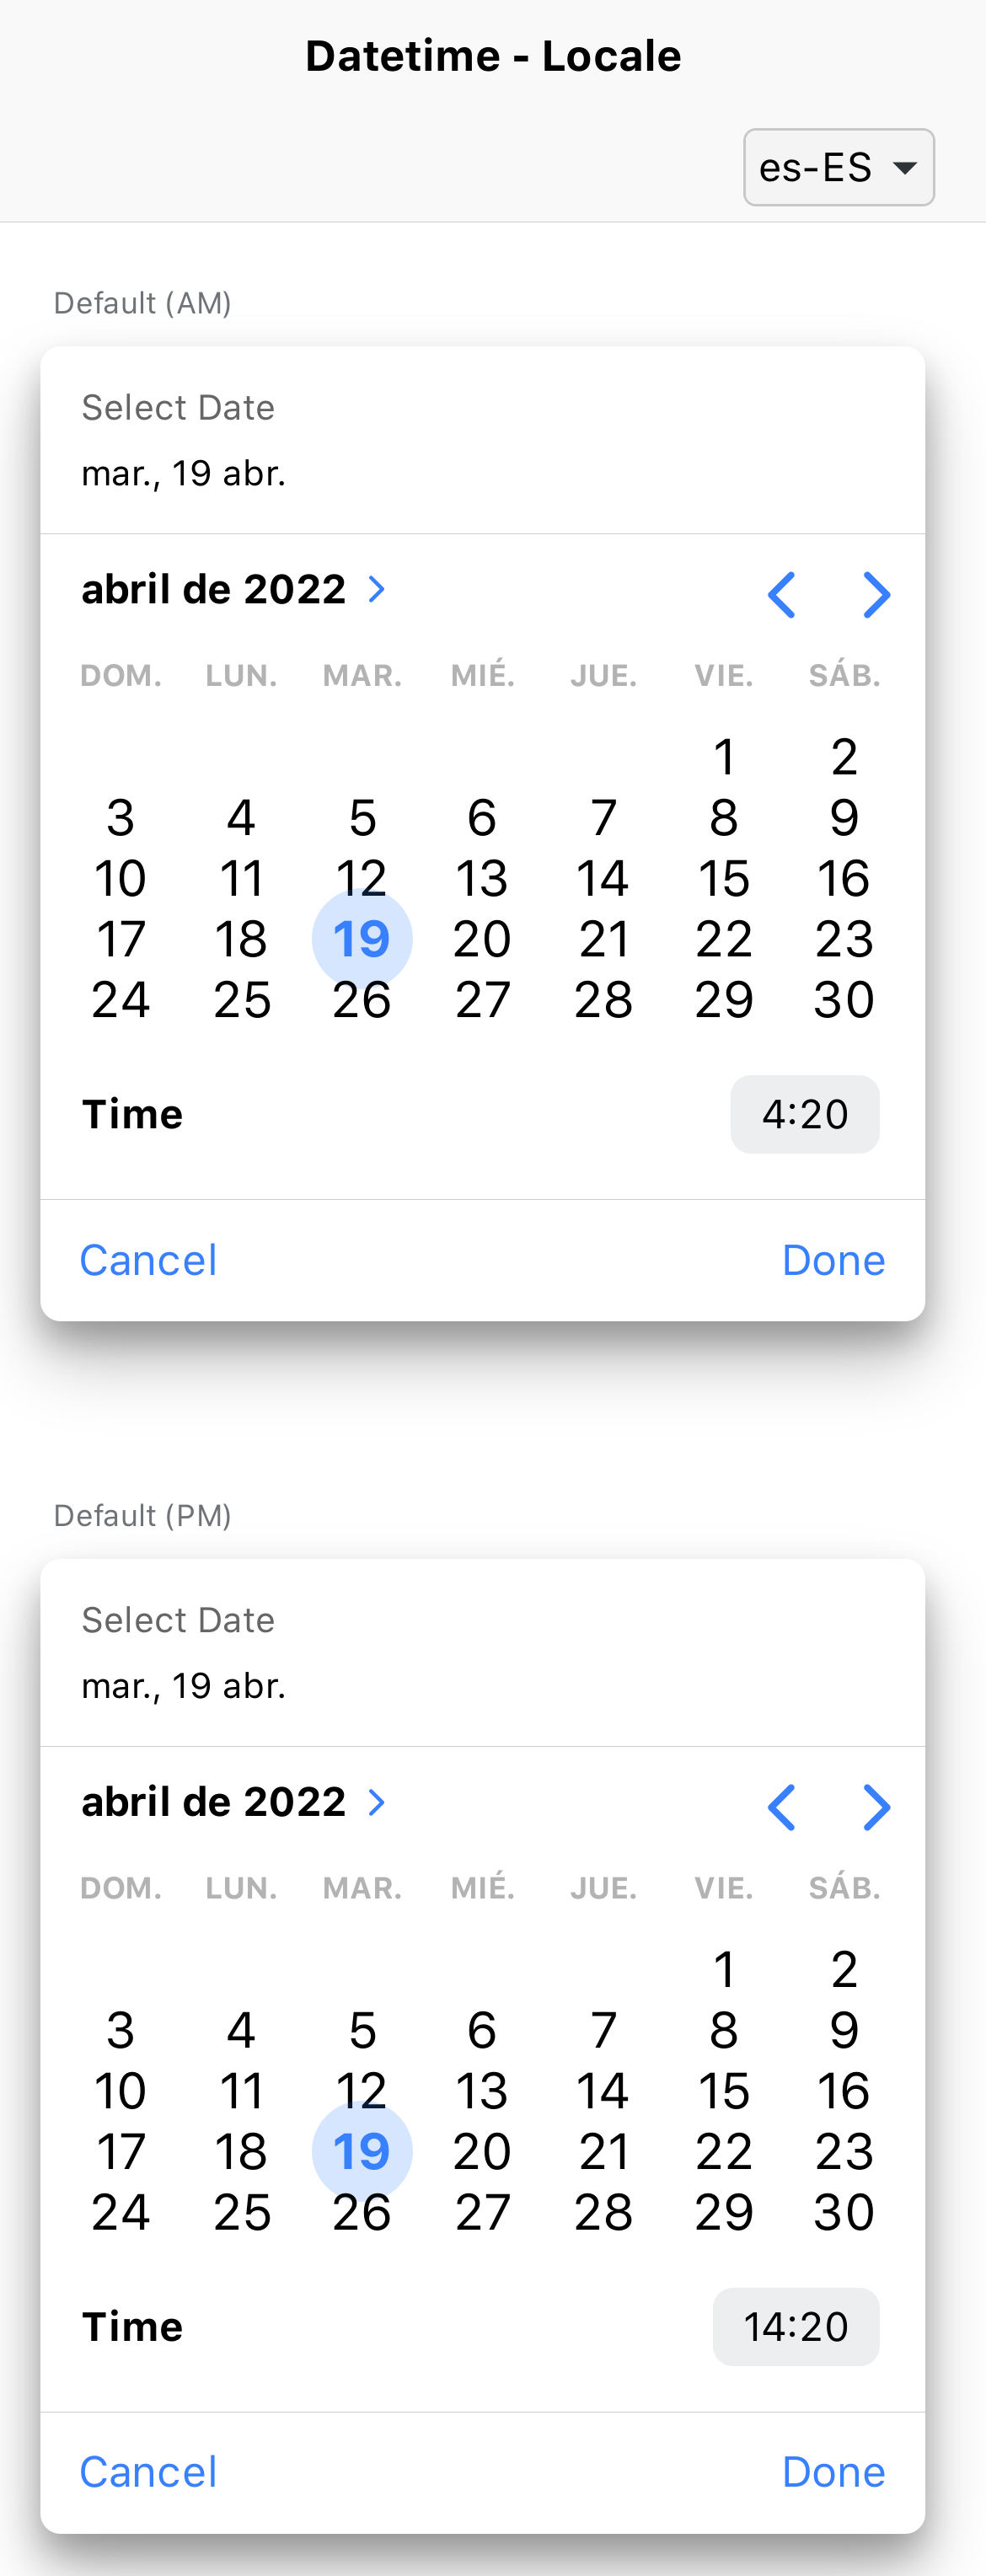 Datetime - Locale
es-ES
Default (AM)
Select Date
mar., 19 abr.
abril de 2022
DOM. LUN. MAR. MIÉ. JUE. VIE. SÁB.
1 2
3 4 5 6 7 8 9
10 11 12 13 14 15 16
17 18 19 20 21 22 23
24 25 26 27 28 29 30
Time 4:20
Cancel Done
Default (PM)
Select Date
mar., 19 abr.
abril de 2022
DOM. LUN. MAR. MIÉ. JUE. VIE. SÁB.
1 2
3 4 5 6 7 8 9
10 11 12 13 14 15 16
17 18 19 20 21 22 23
24 25 26 27 28 29 30
Time 14:20
Cancel Done